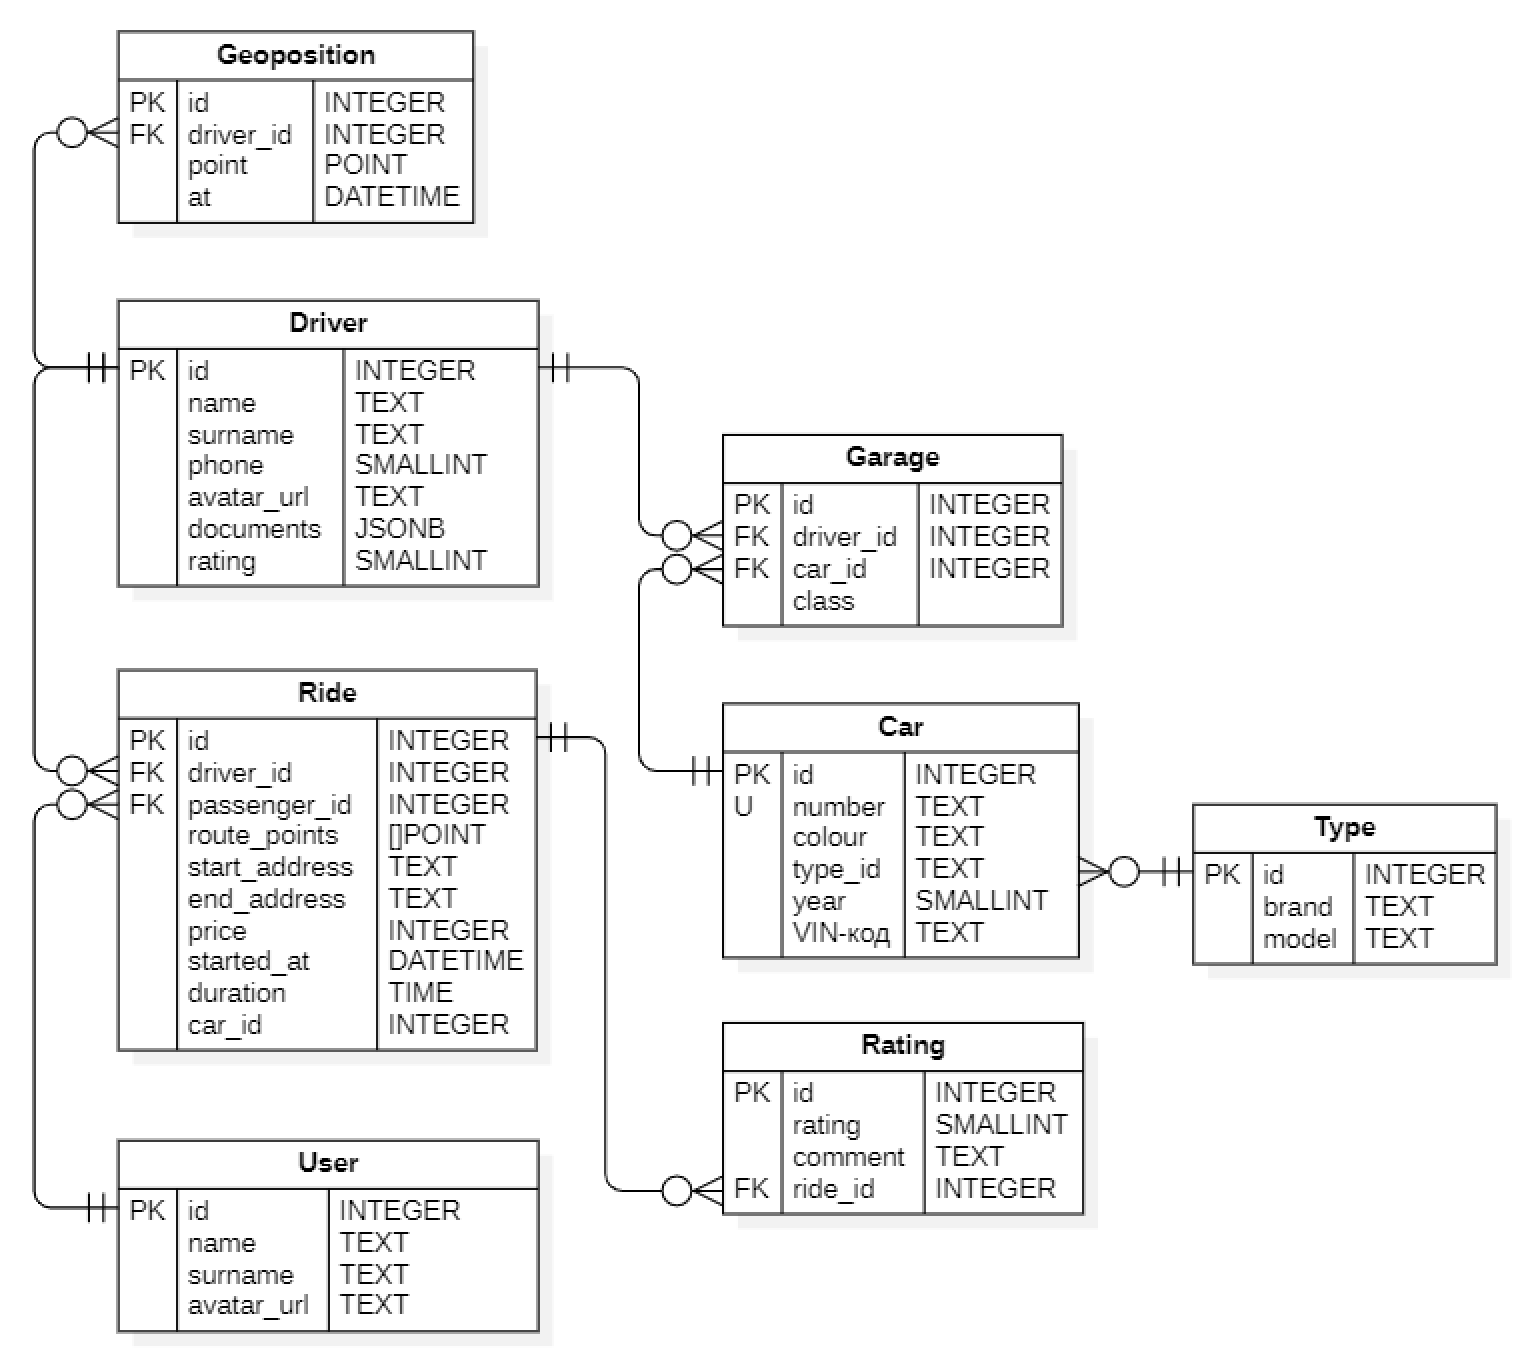 Geoposition
PK id INTEGER
FK driver_id INTEGER
point POINT
at DATETIME
Driver
PK id INTEGER
name TEXT
surname TEXT
phone SMALLINT
avatar_url TEXT
documents JSONB
rating SMALLINT
Garage
PK id INTEGER
FK driver_id INTEGER
FK car_id INTEGER
class
Ride
PK id INTEGER
FK driver_id INTEGER
FK passenger_id INTEGER
route_points []POINT
start_address TEXT
end_address TEXT
price INTEGER
started_at DATETIME
duration TIME
car_id INTEGER
Car
PK id INTEGER
U number TEXT
colour TEXT
type_id TEXT
year SMALLINT
VIN-код TEXT
Type
PK id INTEGER
brand TEXT
model TEXT
Rating
PK id INTEGER
rating SMALLINT
comment TEXT
FK ride_id INTEGER
User
PK id INTEGER
name TEXT
surname TEXT
avatar_url TEXT